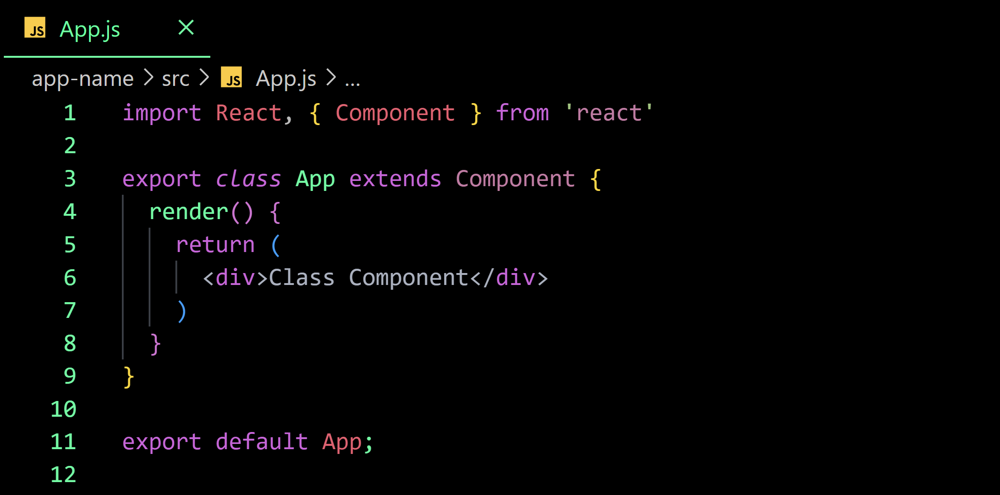 JS App.js ×
app-name > src > JS App.js > ...
1 import React, { Component } from 'react'
2
3 export class App extends Component {
4   render() {
5     return (
6       <div>Class Component</div>
7     )
8   }
9 }
10
11 export default App;
12